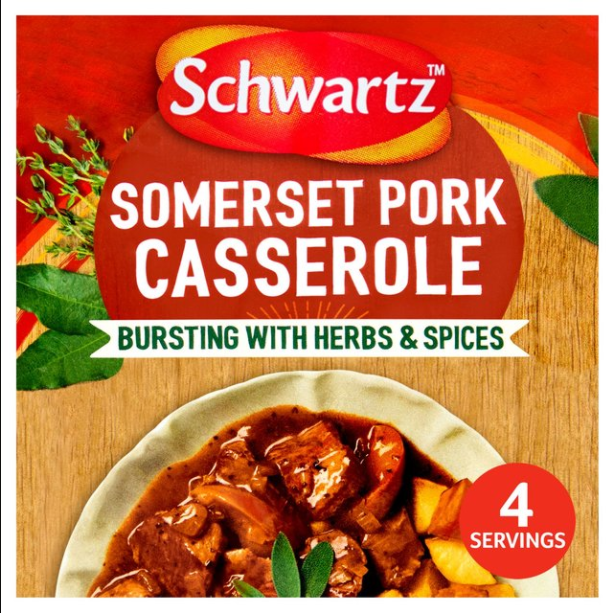 Schwartz™
SOMERSET PORK
CASSEROLE
BURSTING WITH HERBS & SPICES
4
SERVINGS